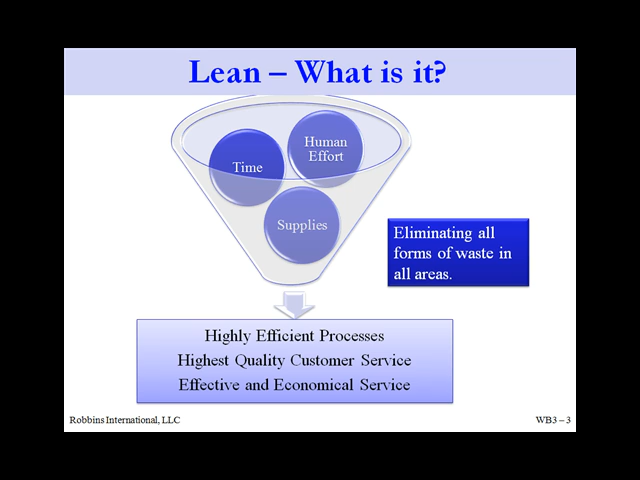 Lean – What is it?
Time
Human
Effort
Supplies
Eliminating all
forms of waste in
all areas.
Highly Efficient Processes
Highest Quality Customer Service
Effective and Economical Service
Robbins International, LLC
WB3 – 3